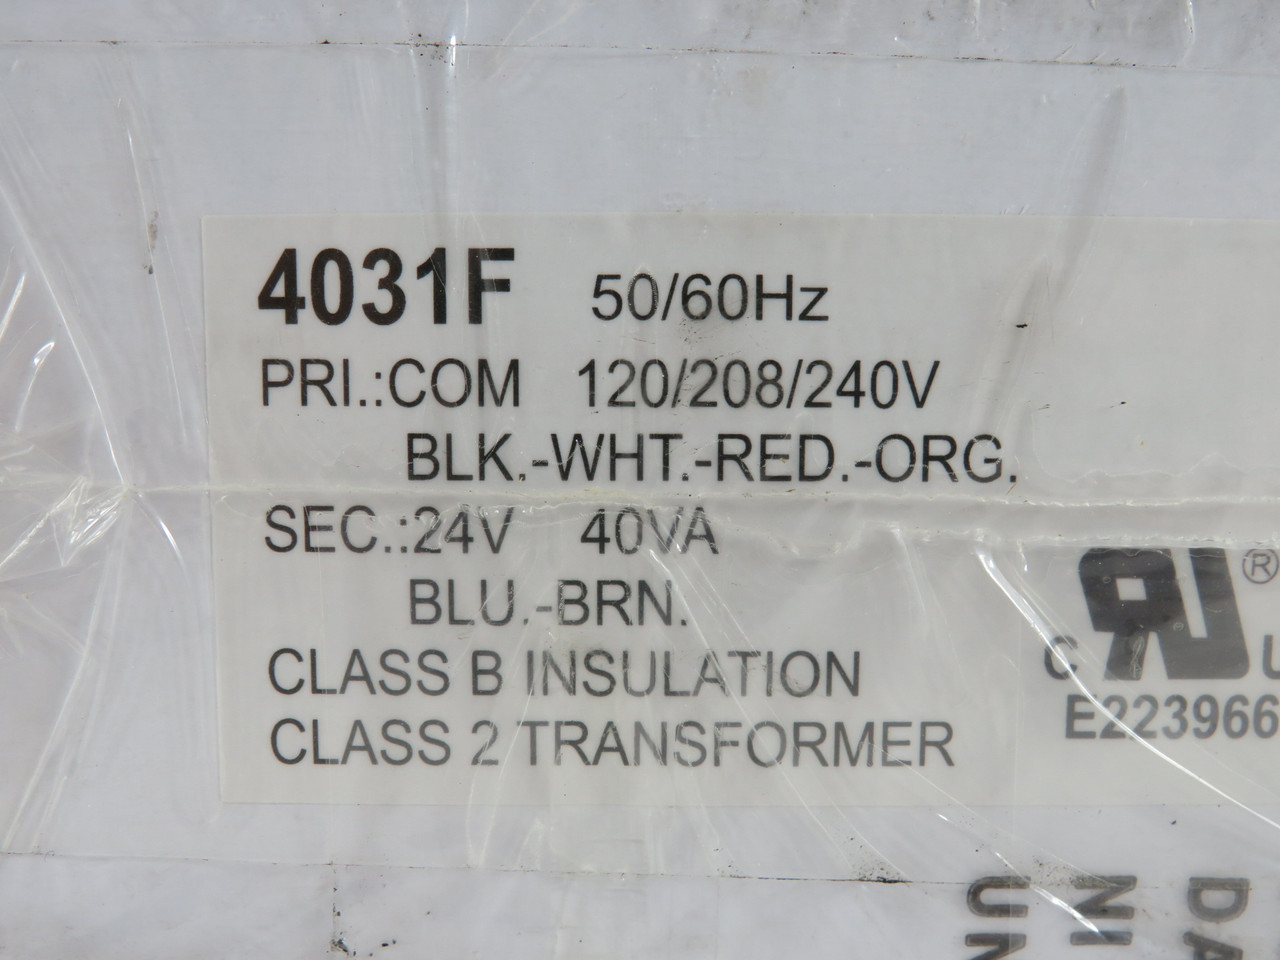 4031F 50/60Hz
PRI.:COM 120/208/240V
BLK.-WHT.-RED.-ORG.
SEC.:24V 40VA
BLU.-BRN.
CLASS B INSULATION
CLASS 2 TRANSFORMER
C RU ® U
E223966